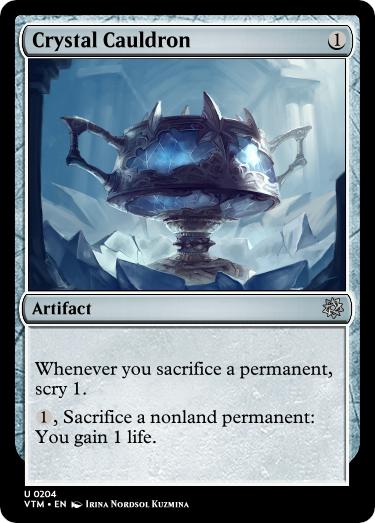 Crystal Cauldron 1
Artifact
Whenever you sacrifice a permanent,
scry 1.
1, Sacrifice a nonland permanent:
You gain 1 life.
U 0204
VTM • EN Irina Nordsol Kuzmina